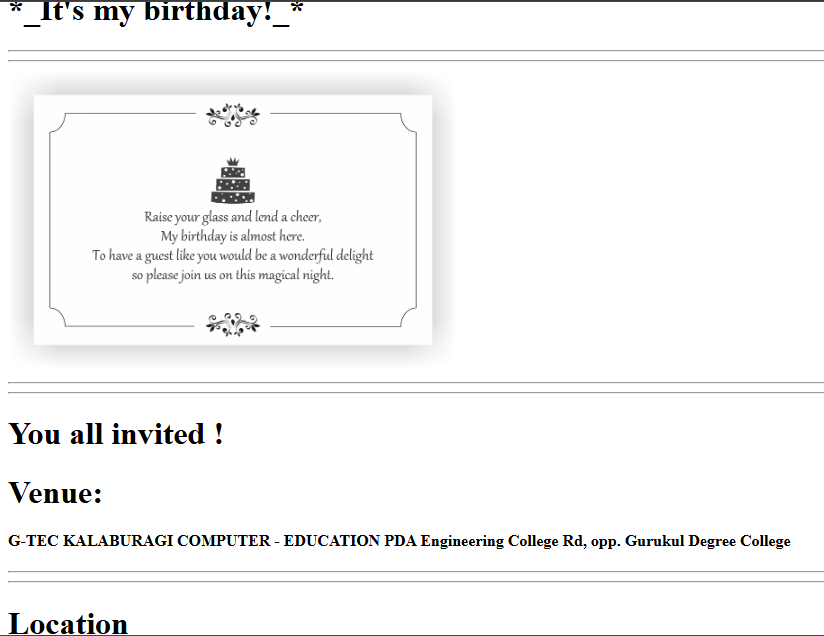 *_It's my birthday!_*
Raise your glass and lend a cheer,
My birthday is almost here.
To have a guest like you would be a wonderful delight
so please join us on this magical night.
You all invited !
Venue:
G-TEC KALABURAGI COMPUTER - EDUCATION PDA Engineering College Rd, opp. Gurukul Degree College
Location